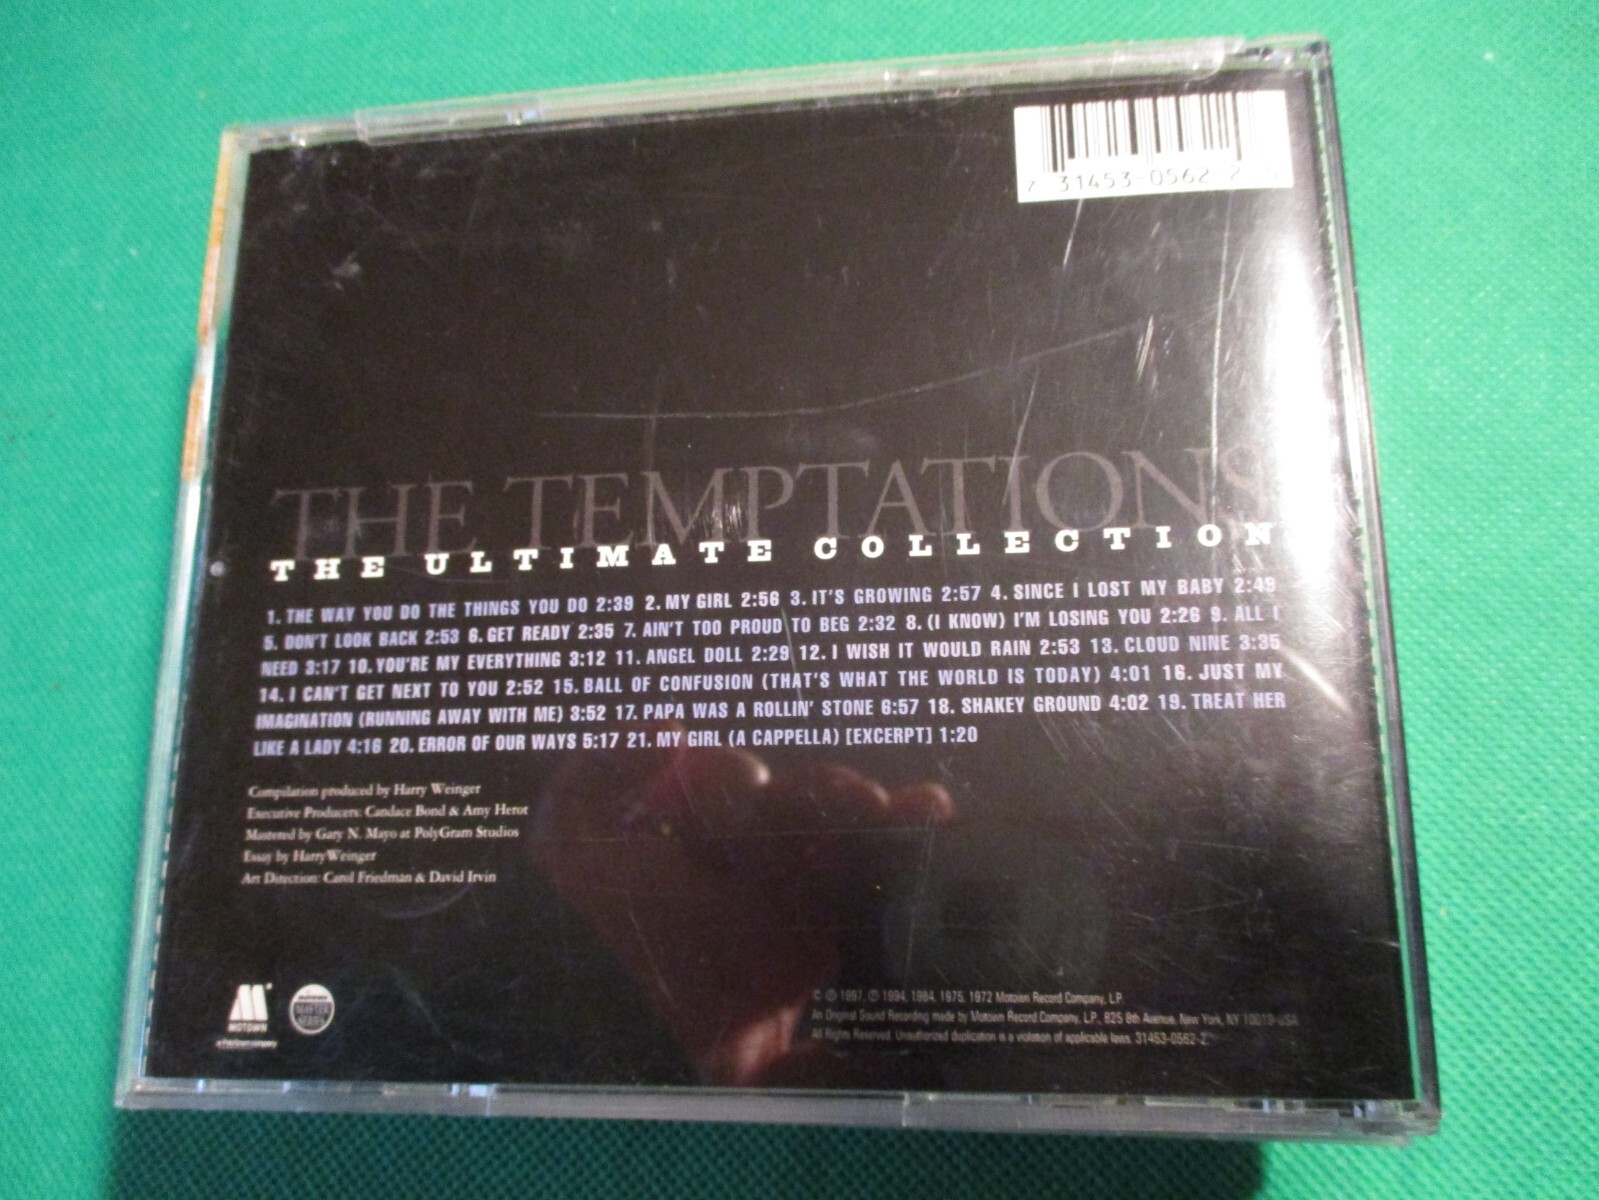 7 31453-0562 2
THE TEMPTATIONS
THE ULTIMATE COLLECTION
1. THE WAY YOU DO THE THINGS YOU DO 2:39 2. MY GIRL 2:56 3. IT'S GROWING 2:57 4. SINCE I LOST MY BABY 2:49
5. DON'T LOOK BACK 2:53 6. GET READY 2:35 7. AIN'T TOO PROUD TO BEG 2:32 8. (I KNOW) I'M LOSING YOU 2:26 9. ALL I
NEED 3:17 10. YOU'RE MY EVERYTHING 3:12 11. ANGEL DOLL 2:29 12. I WISH IT WOULD RAIN 2:53 13. CLOUD NINE 3:35
14. I CAN'T GET NEXT TO YOU 2:52 15. BALL OF CONFUSION (THAT'S WHAT THE WORLD IS TODAY) 4:01 16. JUST MY
IMAGINATION (RUNNING AWAY WITH ME) 3:52 17. PAPA WAS A ROLLIN' STONE 6:57 18. SHAKEY GROUND 4:02 19. TREAT HER
LIKE A LADY 4:16 20. ERROR OF OUR WAYS 5:17 21. MY GIRL (A CAPPELLA) [EXCERPT] 1:20
Compilation produced by Harry Weinger
Executive Producers: Candace Bond & Amy Herot
Mastered by Gary N. Mayo at PolyGram Studios
Essay by Harry Weinger
Art Direction: Carol Friedman & David Irvin
MOTOWN
a PolyGram company
MASTER SERIES
© ℗ 1997, ℗ 1994, 1984, 1975, 1972 Motown Record Company, L.P.
An Original Sound Recording made by Motown Record Company, L.P., 825 8th Avenue, New York, NY 10019-USA
All Rights Reserved. Unauthorized duplication is a violation of applicable laws. 31453-0562-2